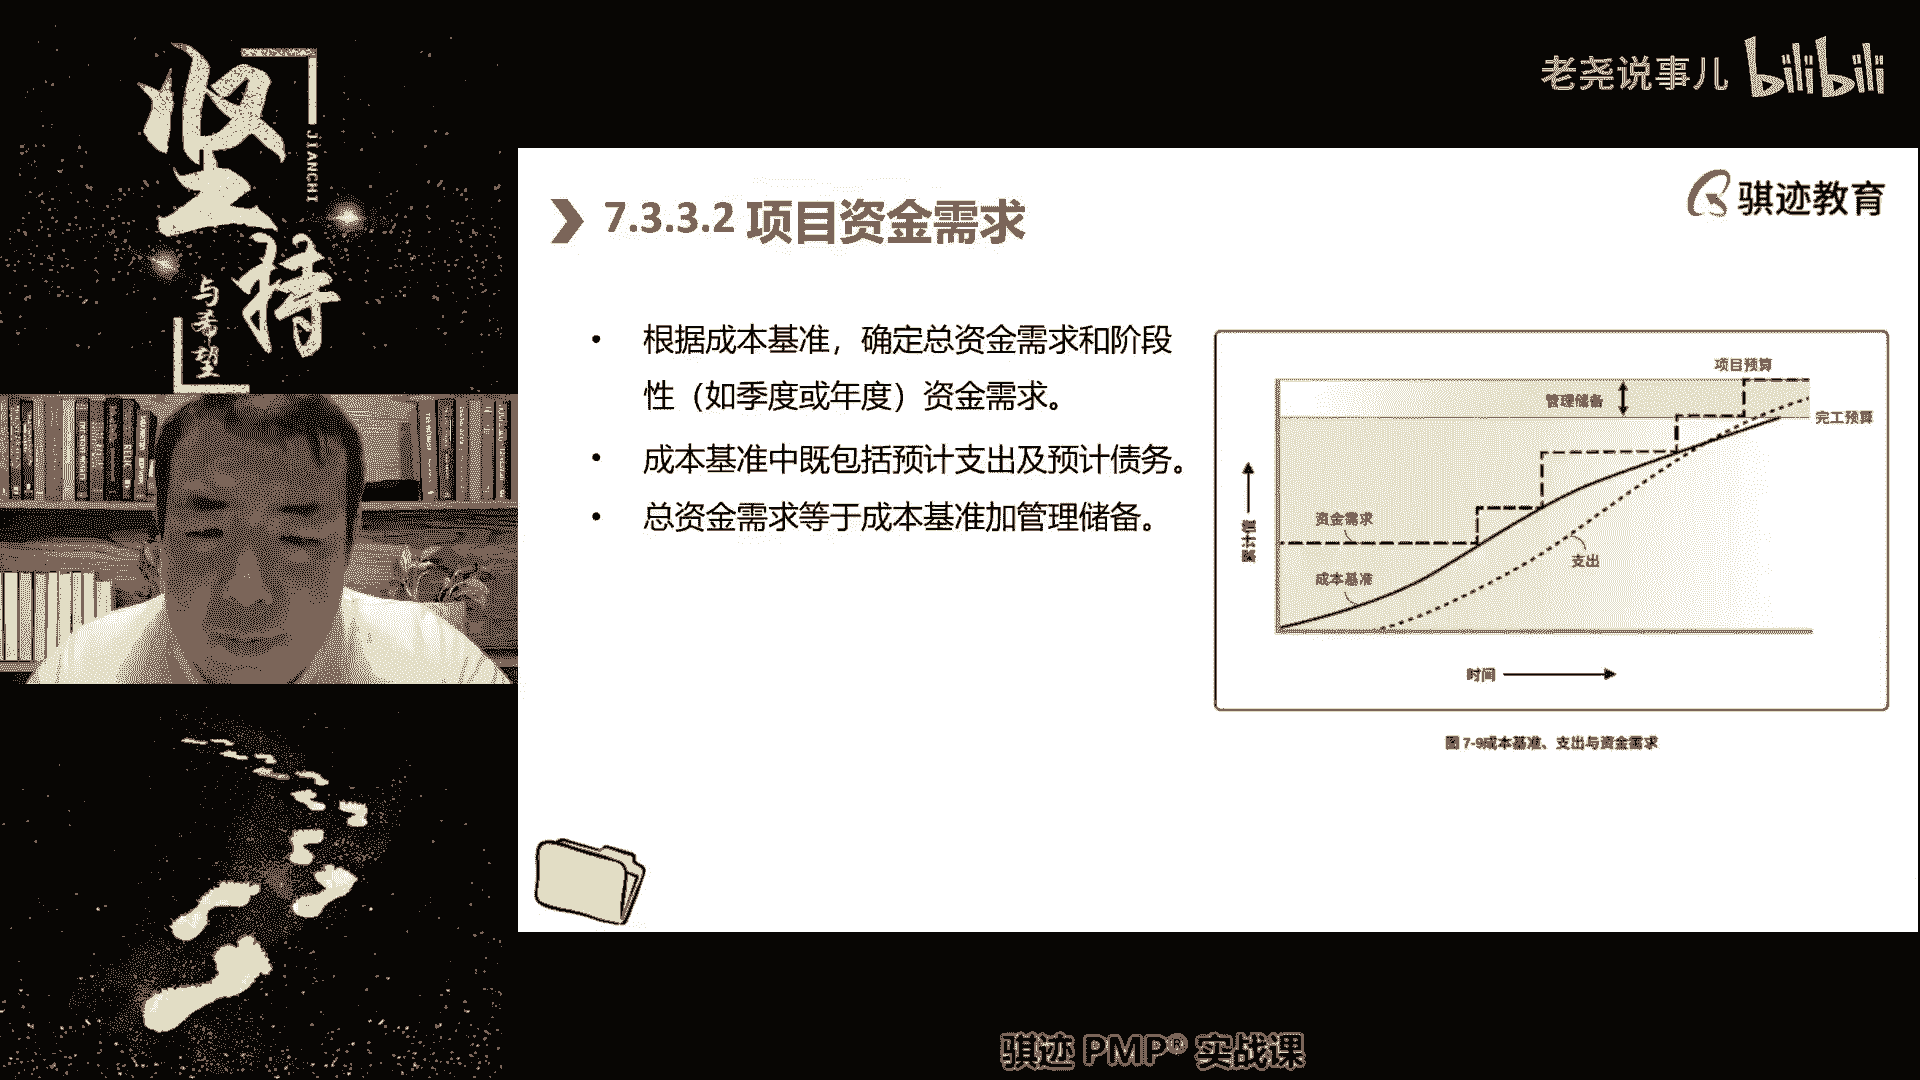 坚
持
JIANCHI
与
希
望
老尧说事儿 bilibili
骐迹教育
7.3.3.2 项目资金需求
• 根据成本基准，确定总资金需求和阶段
性（如季度或年度）资金需求。
• 成本基准中既包括预计支出及预计债务。
• 总资金需求等于成本基准加管理储备。
项目预算
管理储备
完工预算
资金需求
成本基准
支出
累计值
时间
图 7-9成本基准、支出与资金需求
骐迹 PMP® 实战课